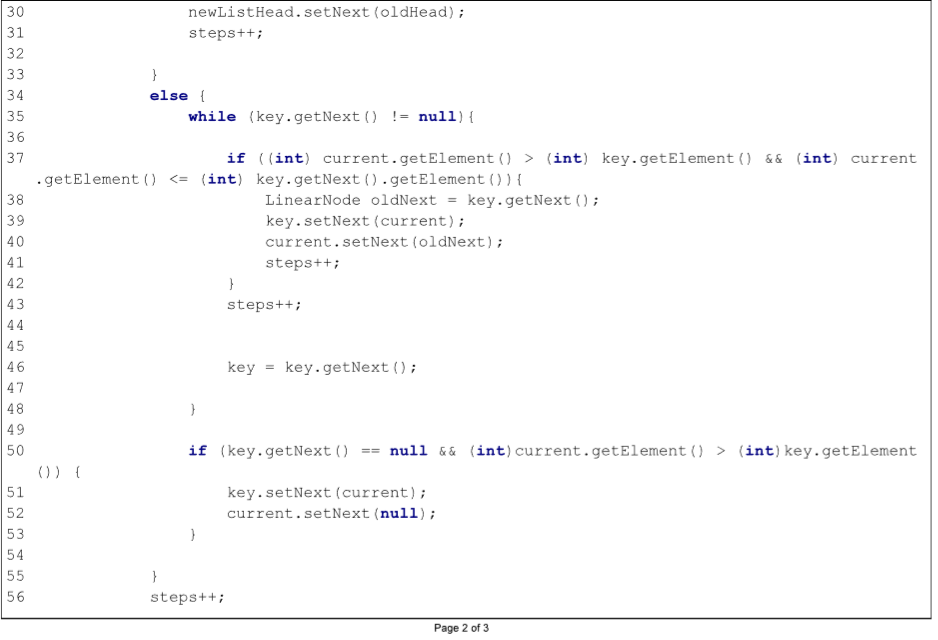 30                newListHead.setNext(oldHead);
31                steps++;
32
33            }
34            else {
35                while (key.getNext() != null){
36
37                    if ((int) current.getElement() > (int) key.getElement() && (int) current
.getElement() <= (int) key.getNext().getElement()){
38                        LinearNode oldNext = key.getNext();
39                        key.setNext(current);
40                        current.setNext(oldNext);
41                        steps++;
42                    }
43                    steps++;
44
45
46                    key = key.getNext();
47
48                }
49
50                if (key.getNext() == null && (int)current.getElement() > (int)key.getElement
()) {
51                    key.setNext(current);
52                    current.setNext(null);
53                }
54
55            }
56            steps++;
Page 2 of 3